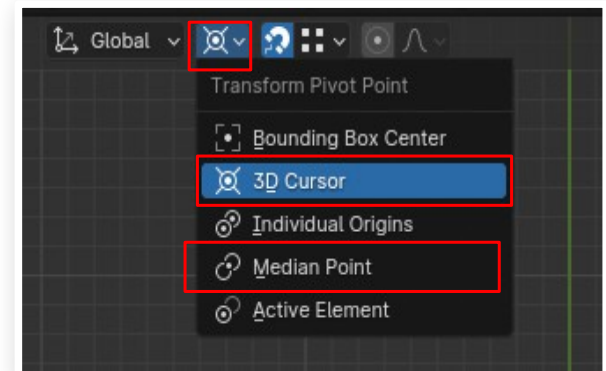 Global
Transform Pivot Point
Bounding Box Center
3D Cursor
Individual Origins
Median Point
Active Element